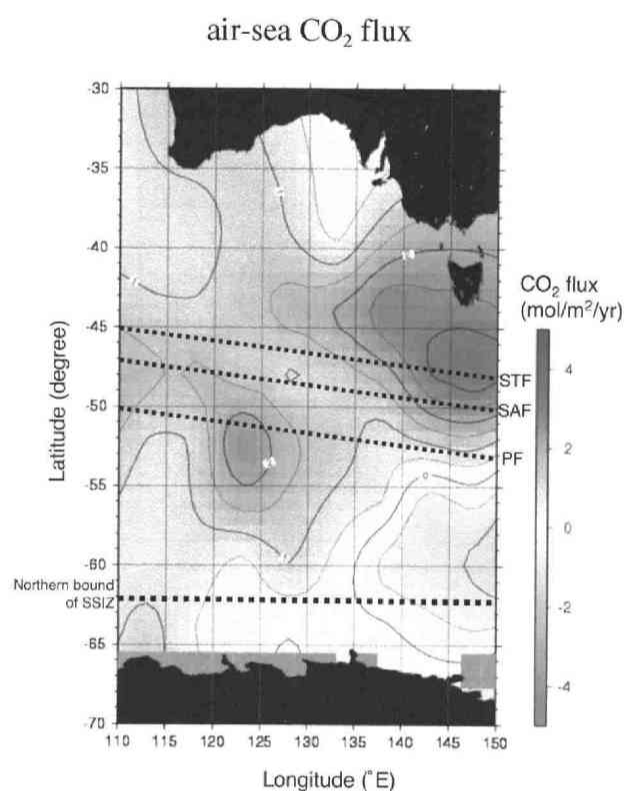 air-sea CO₂ flux
-30
-35
-40
-45
-50
-55
-60
-65
-70
110 115 120 125 130 135 140 145 150
Latitude (degree)
Longitude (°E)
STF
SAF
PF
Northern bound
of SSIZ
0
CO₂ flux
(mol/m²/yr)
4
2
0
-2
-4